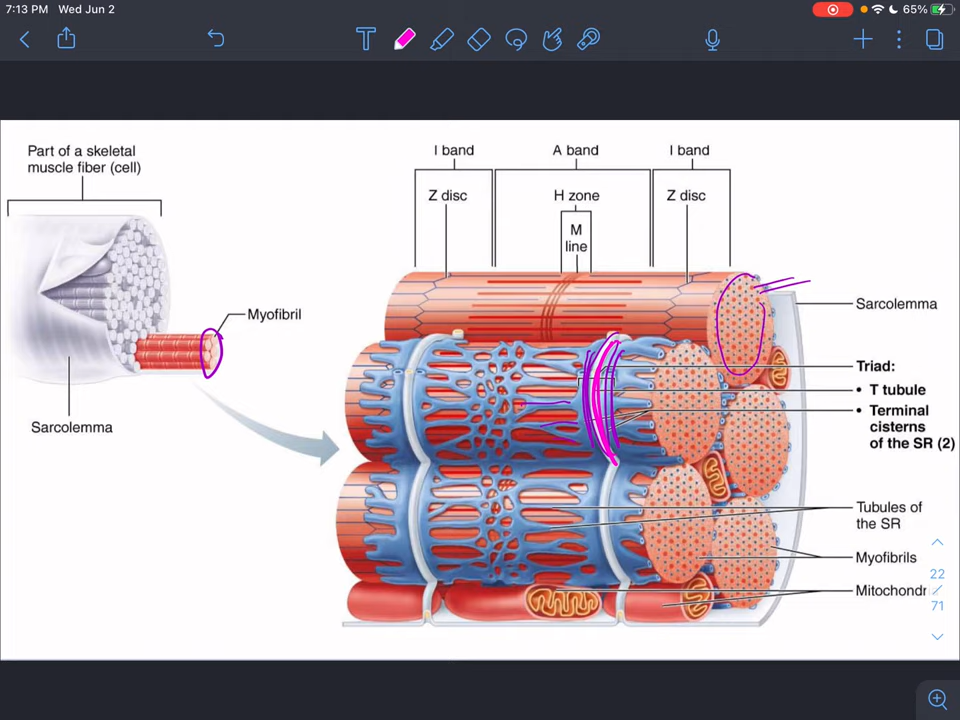 7:13 PM Wed Jun 2
65%
Part of a skeletal
muscle fiber (cell)
I band
A band
I band
Z disc
H zone
Z disc
M
line
Myofibril
Sarcolemma
Sarcolemma
Triad:
• T tubule
• Terminal
cisterns
of the SR (2)
Tubules of
the SR
Myofibrils
Mitochondr
22
/
71